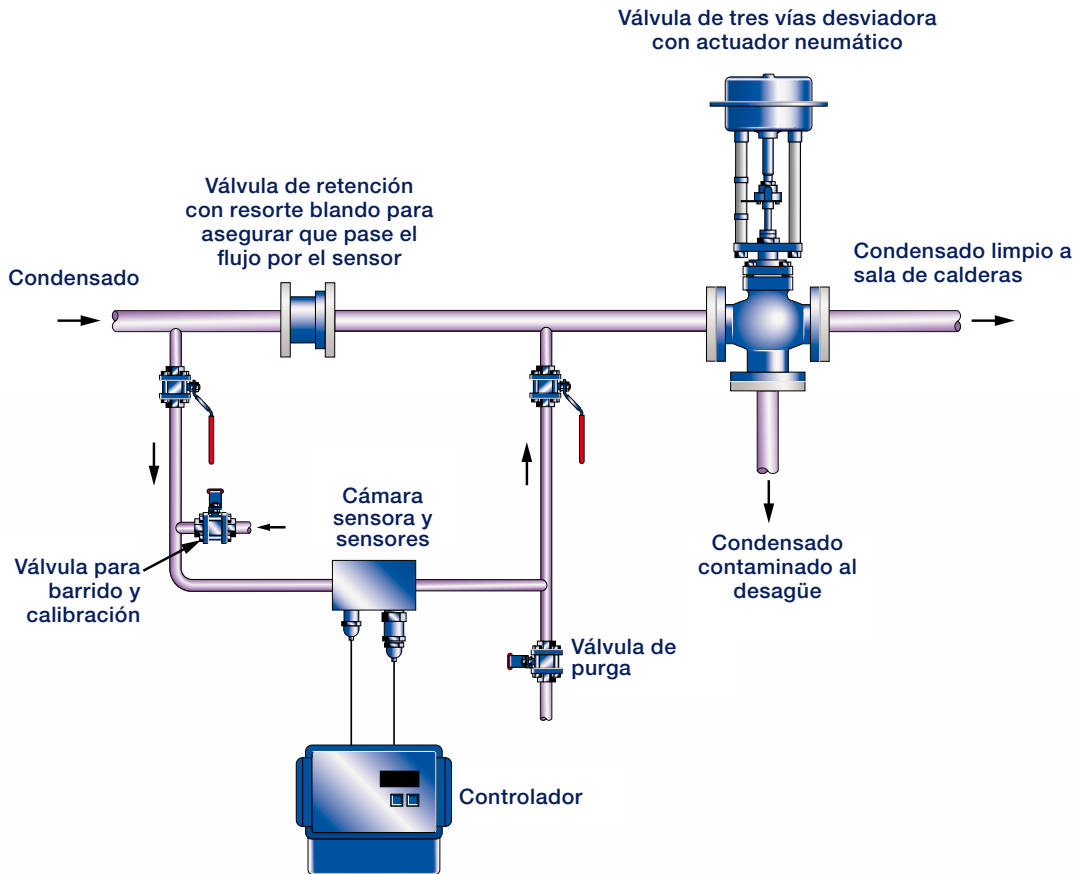 Válvula de tres vías desviadora
con actuador neumático
Válvula de retención
con resorte blando para
asegurar que pase el
flujo por el sensor
Condensado
Condensado limpio a
sala de calderas
Cámara
sensora y
sensores
Válvula para
barrido y
calibración
Condensado
contaminado al
desagüe
Válvula de
purga
Controlador